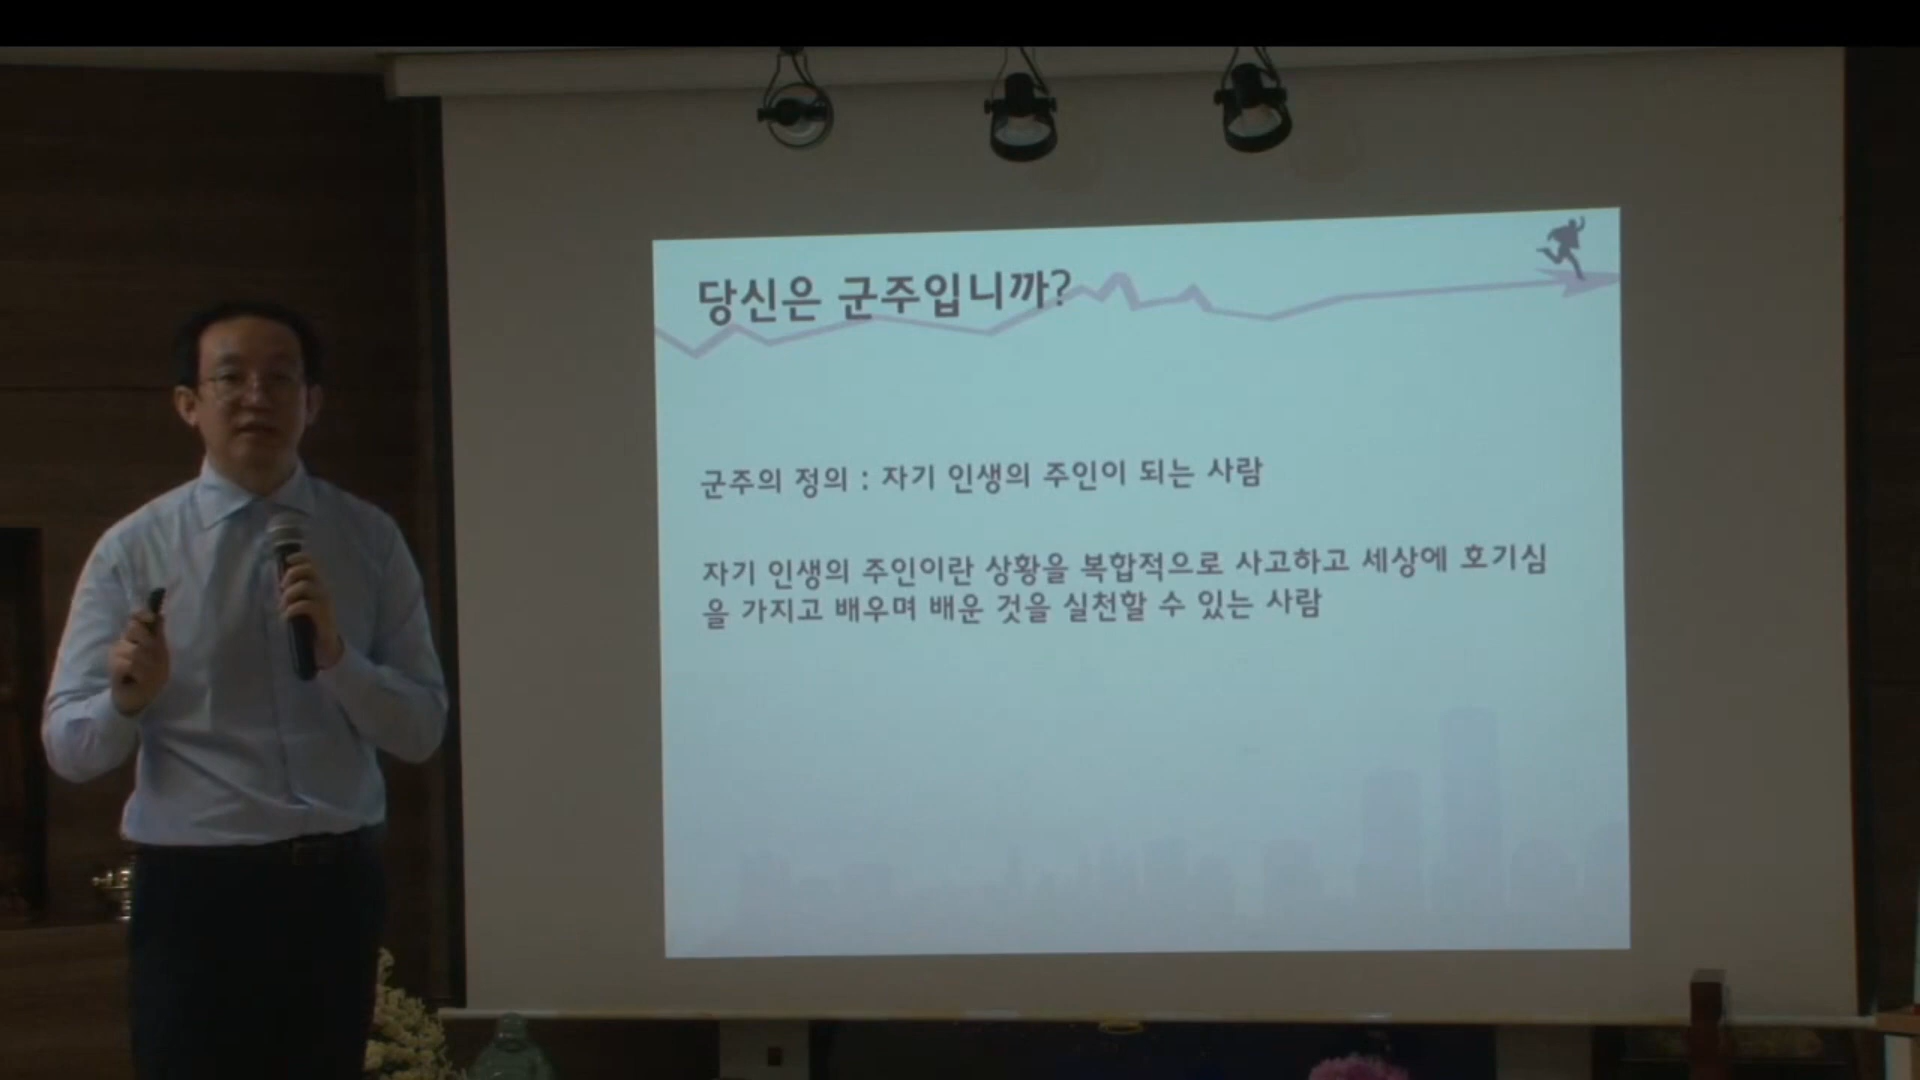 당신은 군주입니까?
군주의 정의 : 자기 인생의 주인이 되는 사람
자기 인생의 주인이란 상황을 복합적으로 사고하고 세상에 호기심
을 가지고 배우며 배운 것을 실천할 수 있는 사람